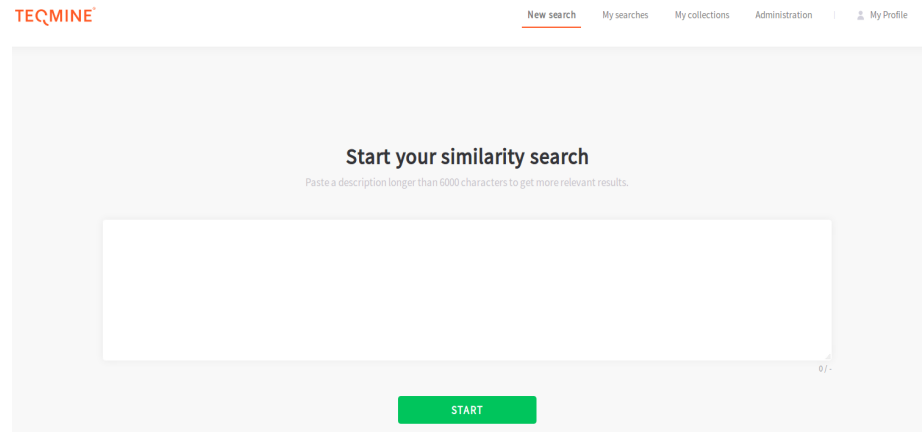 TEQMINE
New search
My searches
My collections
Administration
My Profile
Start your similarity search
Paste a description longer than 6000 characters to get more relevant results.
0 / -
START